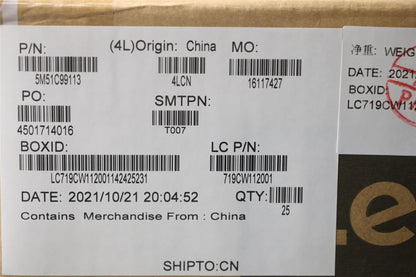 P/N: (4L)Origin: China MO:
5M51C99113 4LCN 16117427
PO: SMTPN:
4501714016 T007
BOXID: LC P/N:
LC719CW112001142425231 719CW112001
DATE: 2021/10/21 20:04:52 QTY:
25
Contains Merchandise From : China
SHIPTO:CN
净重: WEIG
DATE: 2021
BOXID:
LC719CW112